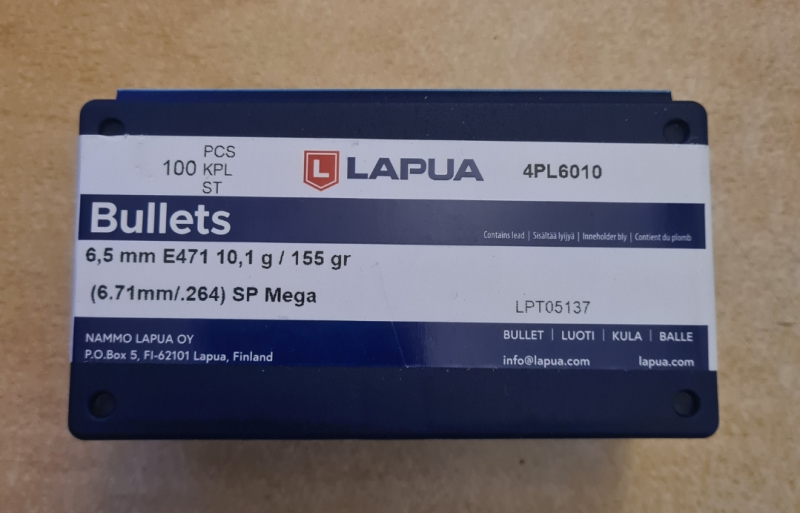 100 PCS KPL ST
L LAPUA
4PL6010
Bullets
Contains lead | Sisältää lyijyä | Inneholder bly | Contient du plomb
6,5 mm E471 10,1 g / 155 gr
(6.71mm/.264) SP Mega
LPT05137
NAMMO LAPUA OY
P.O.Box 5, FI-62101 Lapua, Finland
BULLET | LUOTI | KULA | BALLE
info@lapua.com
lapua.com